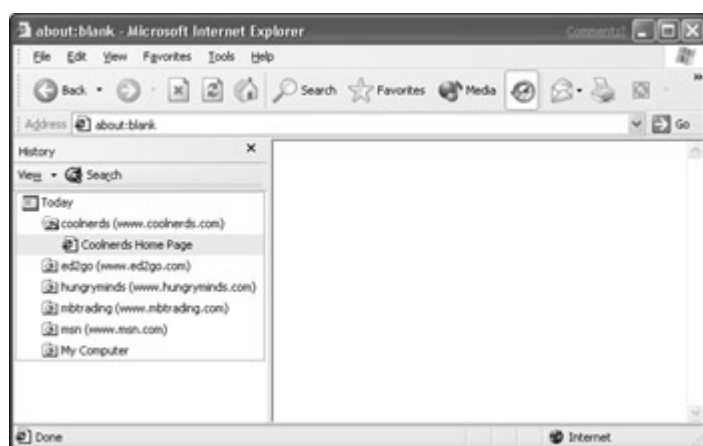 about:blank - Microsoft Internet Explorer Comments!
File Edit View Favorites Tools Help
Back Search Favorites Media »
Address about:blank Go
History ×
View Search
Today
coolnerds (www.coolnerds.com)
Coolnerds Home Page
ed2go (www.ed2go.com)
hungryminds (www.hungryminds.com)
mbtrading (www.mbtrading.com)
msn (www.msn.com)
My Computer
Done Internet